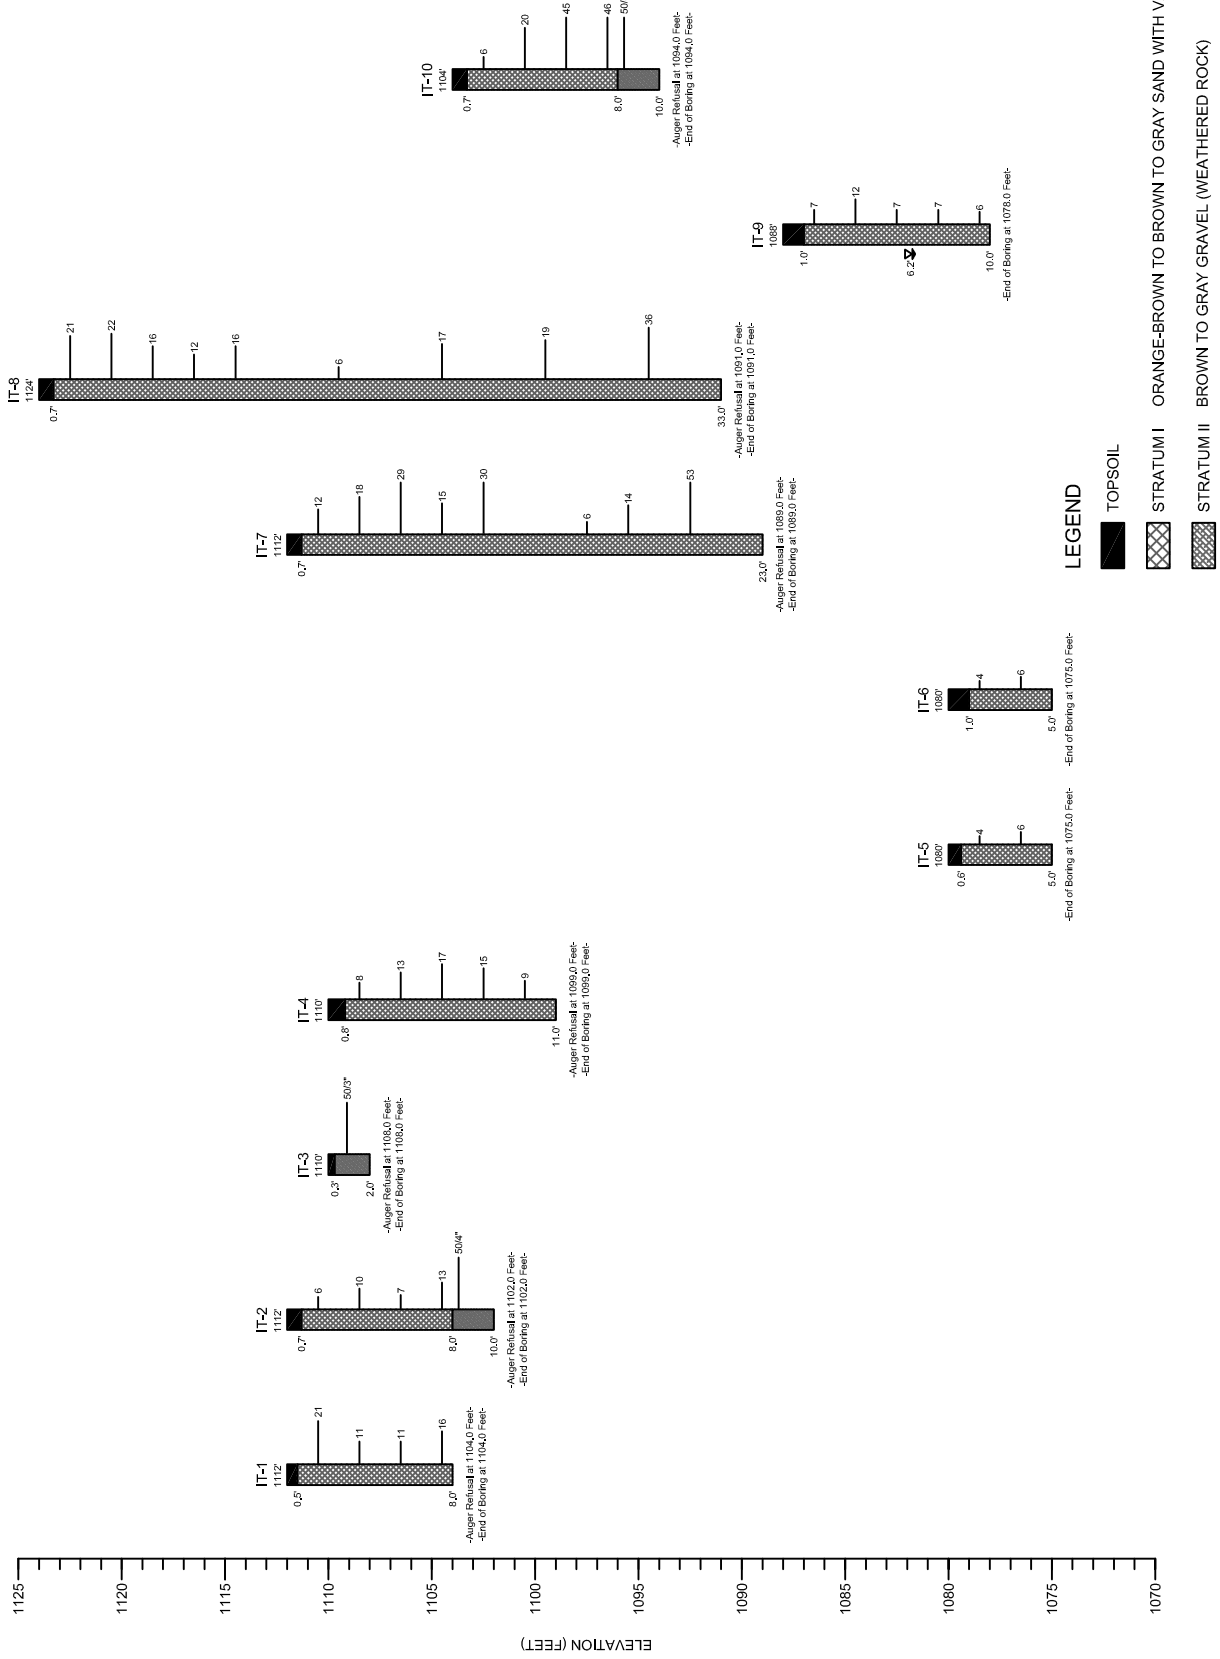 ELEVATION (FEET)
1125
1120
1115
1110
1105
1100
1095
1090
1085
1080
1075
1070
IT-1
1112'
0.5'
21
11
11
16
8.0'
-Auger Refusal at 1104.0 Feet-
-End of Boring at 1104.0 Feet-
IT-2
1112'
0.7'
6
10
7
13
50/4"
8.0'
10.0'
-Auger Refusal at 1102.0 Feet-
-End of Boring at 1102.0 Feet-
IT-3
1110'
0.3'
50/3"
2.0'
-Auger Refusal at 1108.0 Feet-
-End of Boring at 1108.0 Feet-
IT-4
1110'
0.8'
8
13
17
15
9
11.0'
-Auger Refusal at 1099.0 Feet-
-End of Boring at 1099.0 Feet-
IT-5
1080'
0.6'
4
6
5.0'
-End of Boring at 1075.0 Feet-
IT-6
1080'
1.0'
4
6
5.0'
-End of Boring at 1075.0 Feet-
IT-7
1112'
0.7'
12
18
29
15
30
6
14
53
23.0'
-Auger Refusal at 1089.0 Feet-
-End of Boring at 1089.0 Feet-
IT-8
1124'
0.7'
21
22
16
12
16
6
17
19
36
33.0'
-Auger Refusal at 1091.0 Feet-
-End of Boring at 1091.0 Feet-
IT-9
1088'
1.0'
7
12
7
7
6
6.2'
10.0'
-End of Boring at 1078.0 Feet-
IT-10
1104'
0.7'
6
20
45
46
50/
8.0'
10.0'
-Auger Refusal at 1094.0 Feet-
-End of Boring at 1094.0 Feet-
LEGEND
TOPSOIL
STRATUM I ORANGE-BROWN TO BROWN TO GRAY SAND WITH V
STRATUM II BROWN TO GRAY GRAVEL (WEATHERED ROCK)